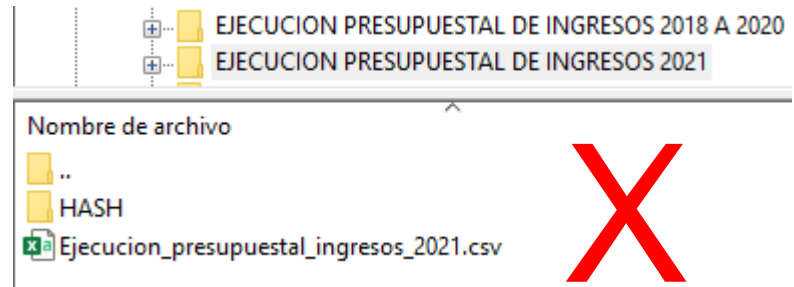 EJECUCION PRESUPUESTAL DE INGRESOS 2018 A 2020
EJECUCION PRESUPUESTAL DE INGRESOS 2021
Nombre de archivo
..
HASH
Ejecucion_presupuestal_ingresos_2021.csv
X